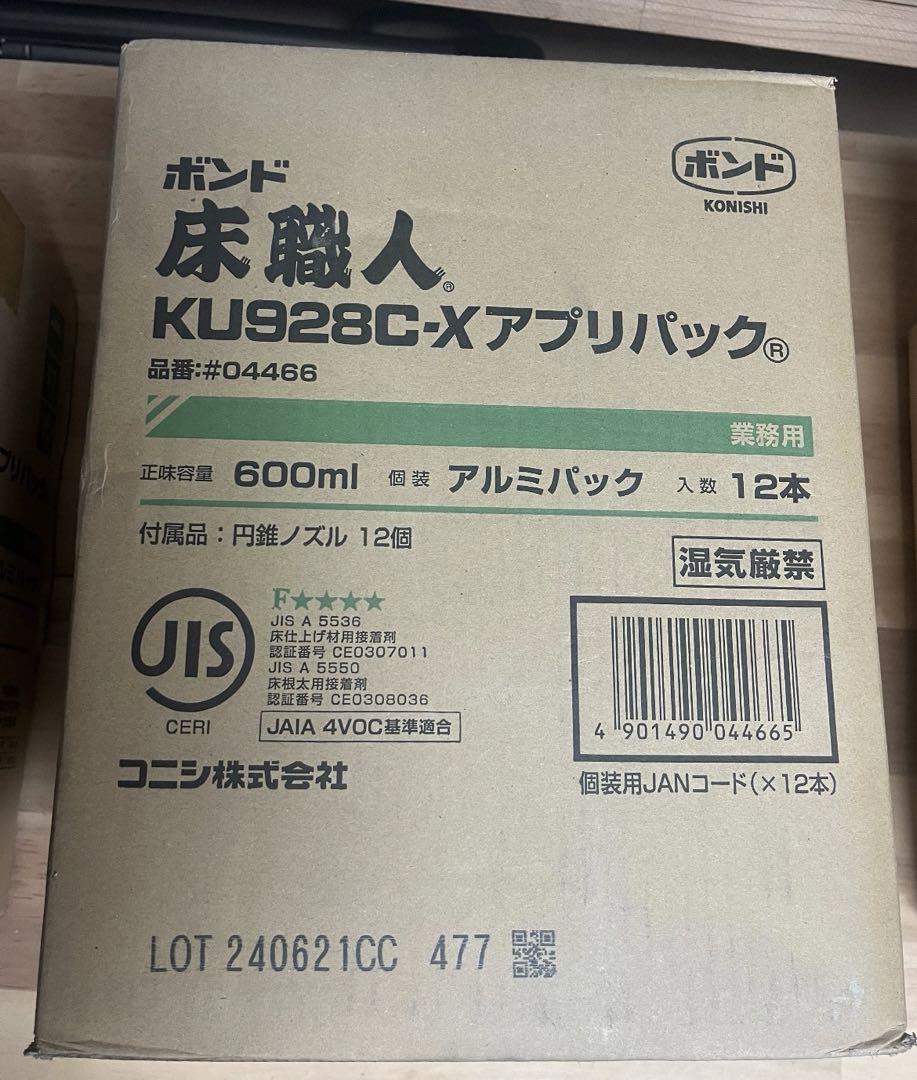 ボンド
KONISHI
ボンド
床職人®
KU928C-Xアプリパック®
品番:#04466
業務用
正味容量 600ml 個装 アルミパック 入数 12本
付属品：円錐ノズル 12個
湿気厳禁
JIS
CERI
F★★★★
JIS A 5536
床仕上げ材用接着剤
認証番号 CE0307011
JIS A 5550
床根太用接着剤
認証番号 CE0308036
JAIA 4VOC基準適合
4 901490 044665
個装用JANコード(×12本)
コニシ株式会社
LOT 240621CC 477